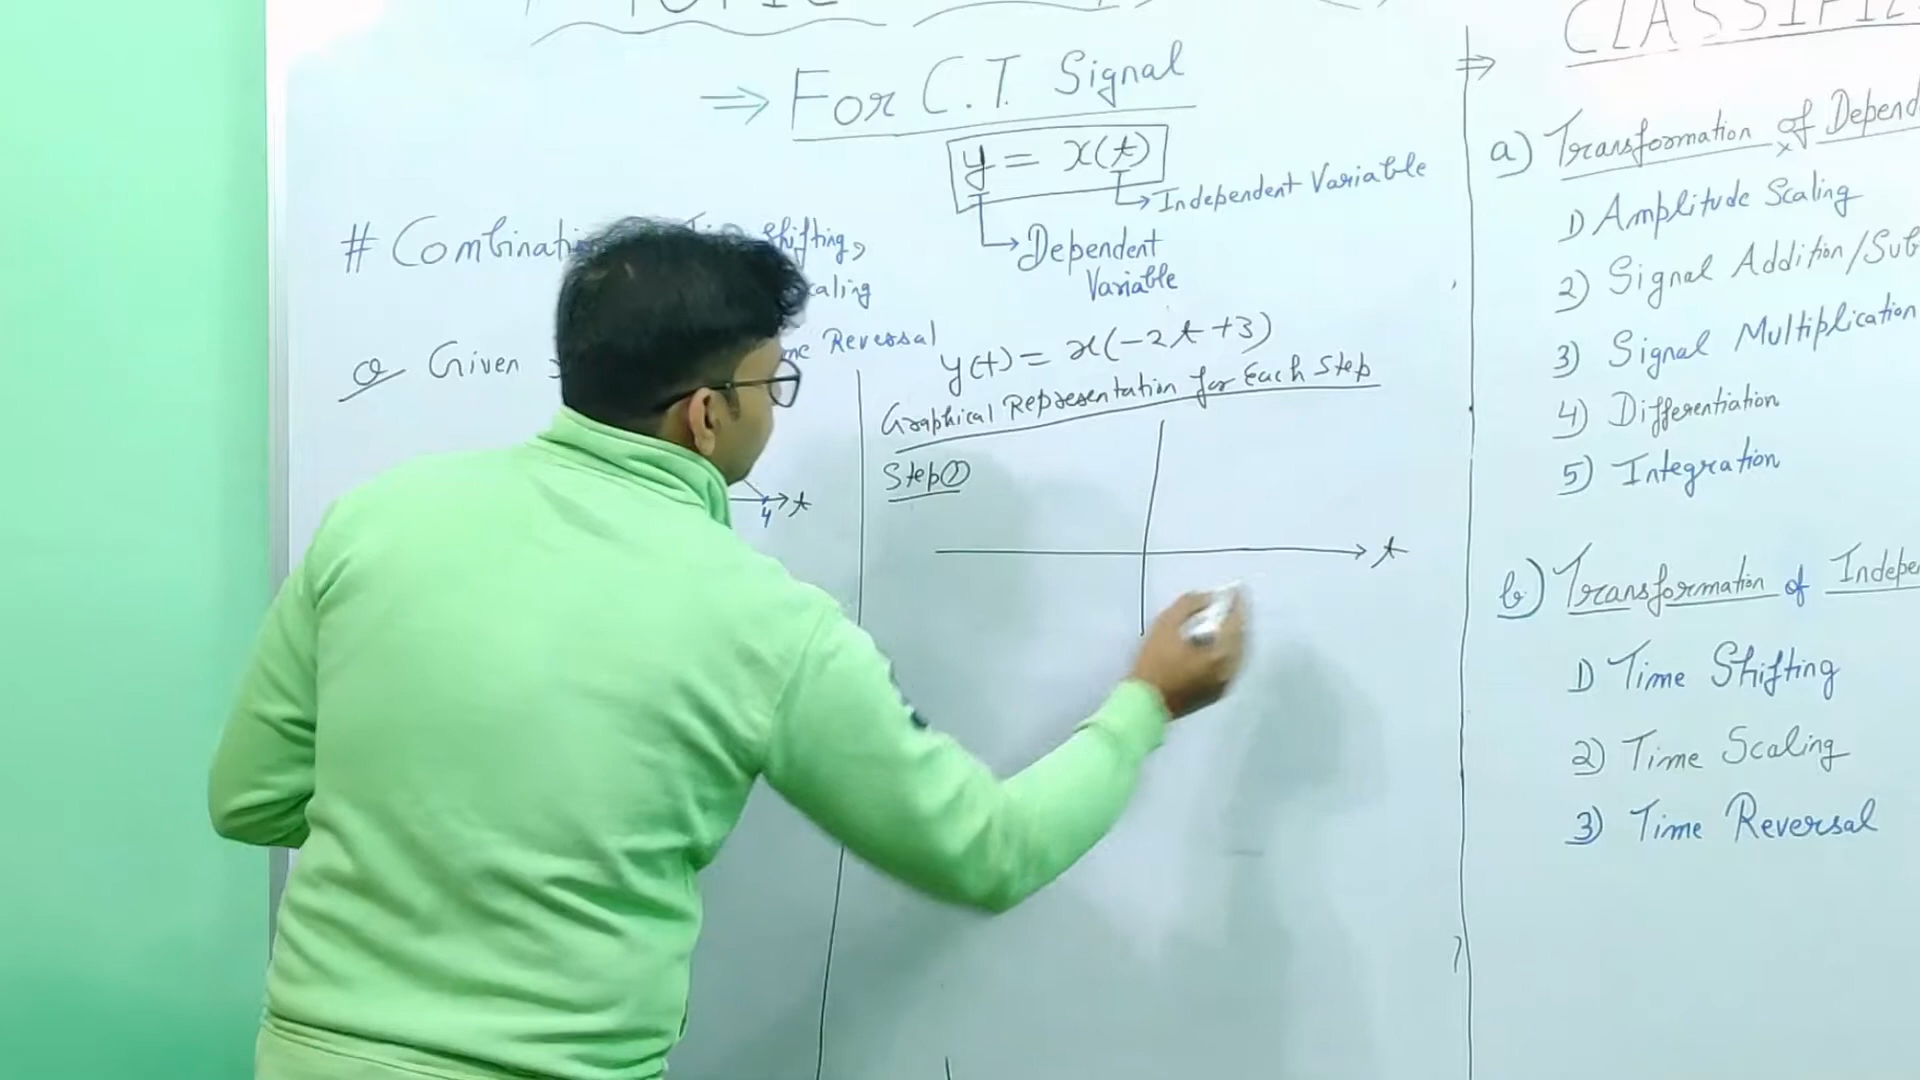 TOPIC
⇒ For C.T. Signal
y = x(t)
→ Independent Variable
→ Dependent
Variable
# Combinati shifting,
caling
me Reversal
Q Given
4 t
y(t) = x(-2t+3)
Graphical Representation for Each Step
Step①
t
⇒ CLASSIFI
a) Transformation of Depend
1) Amplitude Scaling
2) Signal Addition/Sub
3) Signal Multiplication
4) Differentiation
5) Integration
b) Transformation of Indepe
1) Time Shifting
2) Time Scaling
3) Time Reversal